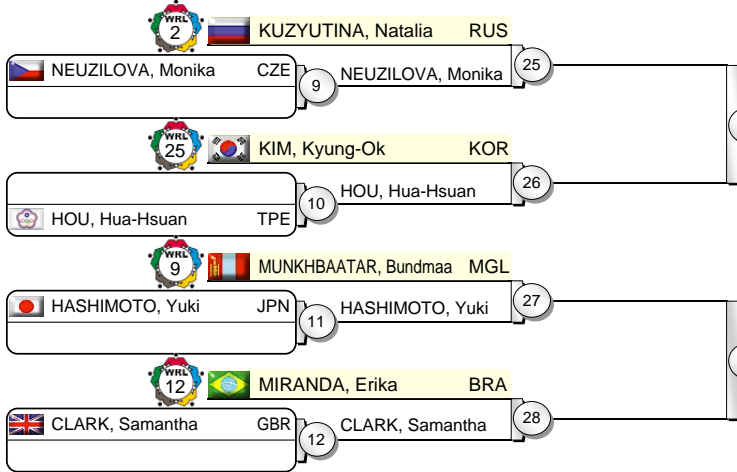 WRL
2
KUZYUTINA, Natalia RUS
NEUZILOVA, Monika CZE
9
NEUZILOVA, Monika
25
WRL
25
KIM, Kyung-Ok KOR
10
HOU, Hua-Hsuan
26
HOU, Hua-Hsuan TPE
WRL
9
MUNKHBAATAR, Bundmaa MGL
HASHIMOTO, Yuki JPN
11
HASHIMOTO, Yuki
27
WRL
12
MIRANDA, Erika BRA
CLARK, Samantha GBR
12
CLARK, Samantha
28